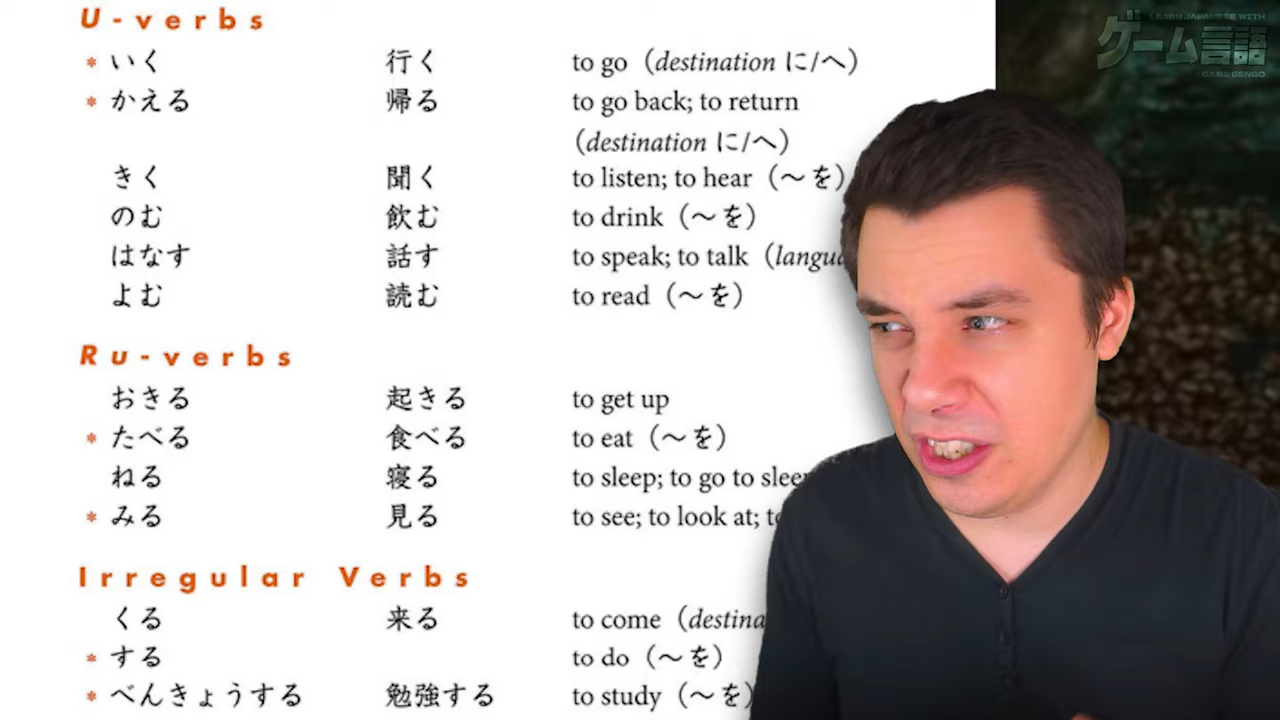 LEARN JAPANESE WITH
ゲーム言語
GAME GENGO
U-verbs
* いく 行く to go (destination に/へ)
* かえる 帰る to go back; to return
(destination に/へ)
きく 聞く to listen; to hear (〜を)
のむ 飲む to drink (〜を)
はなす 話す to speak; to talk (
よむ 読む to read (〜を)
Ru-verbs
おきる 起きる to get up
* たべる 食べる to eat (〜を)
ねる 寝る to sleep; to go to sleep
* みる 見る to see; to look at;
Irregular Verbs
くる 来る to come (
* する to do (〜を)
* べんきょうする 勉強する to study (〜を)